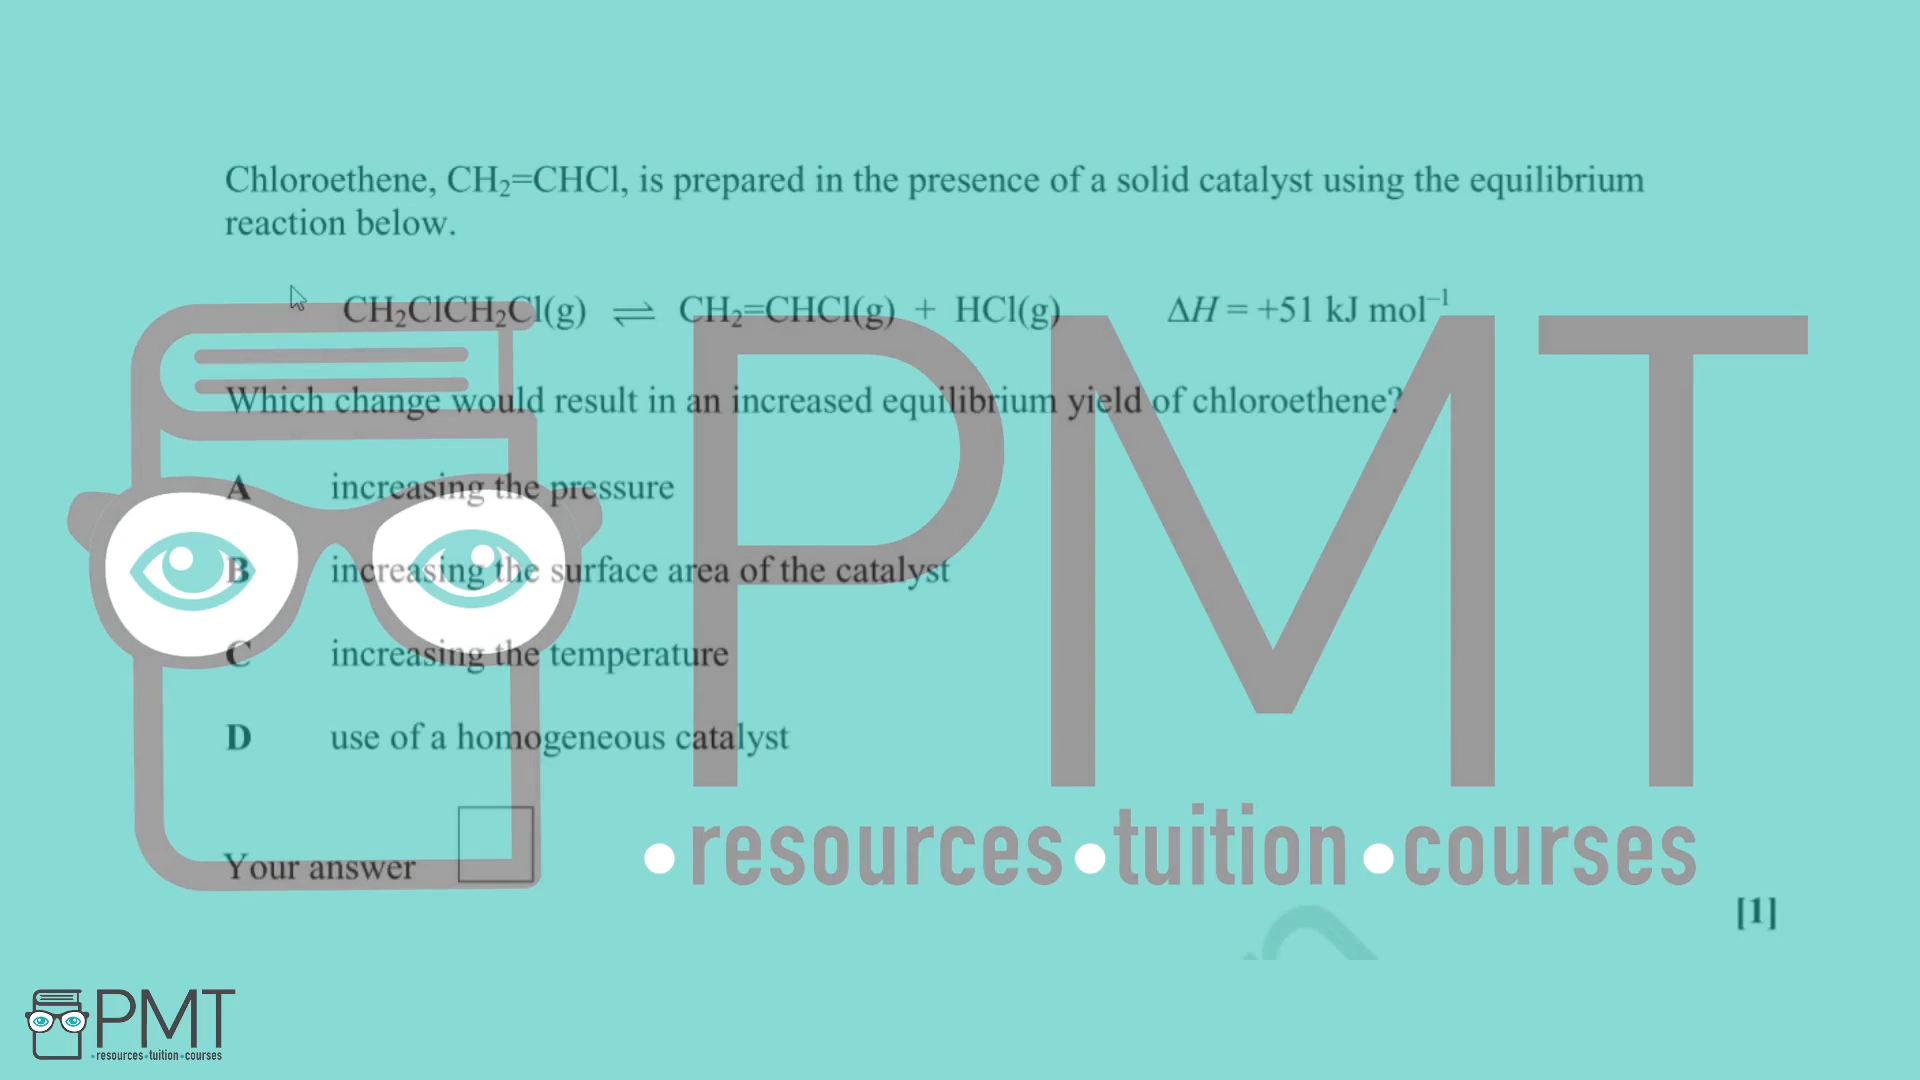 Chloroethene, CH₂=CHCl, is prepared in the presence of a solid catalyst using the equilibrium
reaction below.
CH₂ClCH₂Cl(g) ⇌ CH₂=CHCl(g) + HCl(g) ΔH = +51 kJ mol⁻¹
Which change would result in an increased equilibrium yield of chloroethene?
A increasing the pressure
B increasing the surface area of the catalyst
C increasing the temperature
D use of a homogeneous catalyst
Your answer
[1]
PMT
•resources•tuition•courses
PMT
•resources•tuition•courses